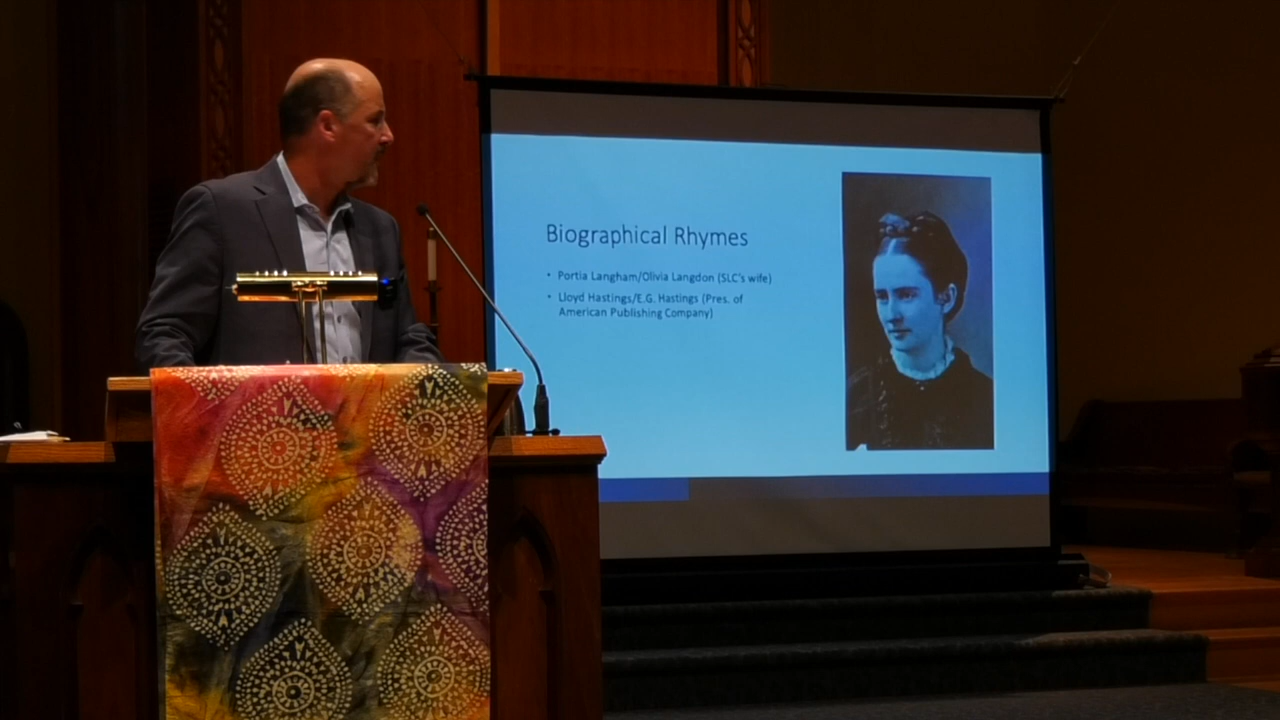 Biographical Rhymes
• Portia Langham/Olivia Langdon (SLC's wife)
• Lloyd Hastings/E.G. Hastings (Pres. of
American Publishing Company)